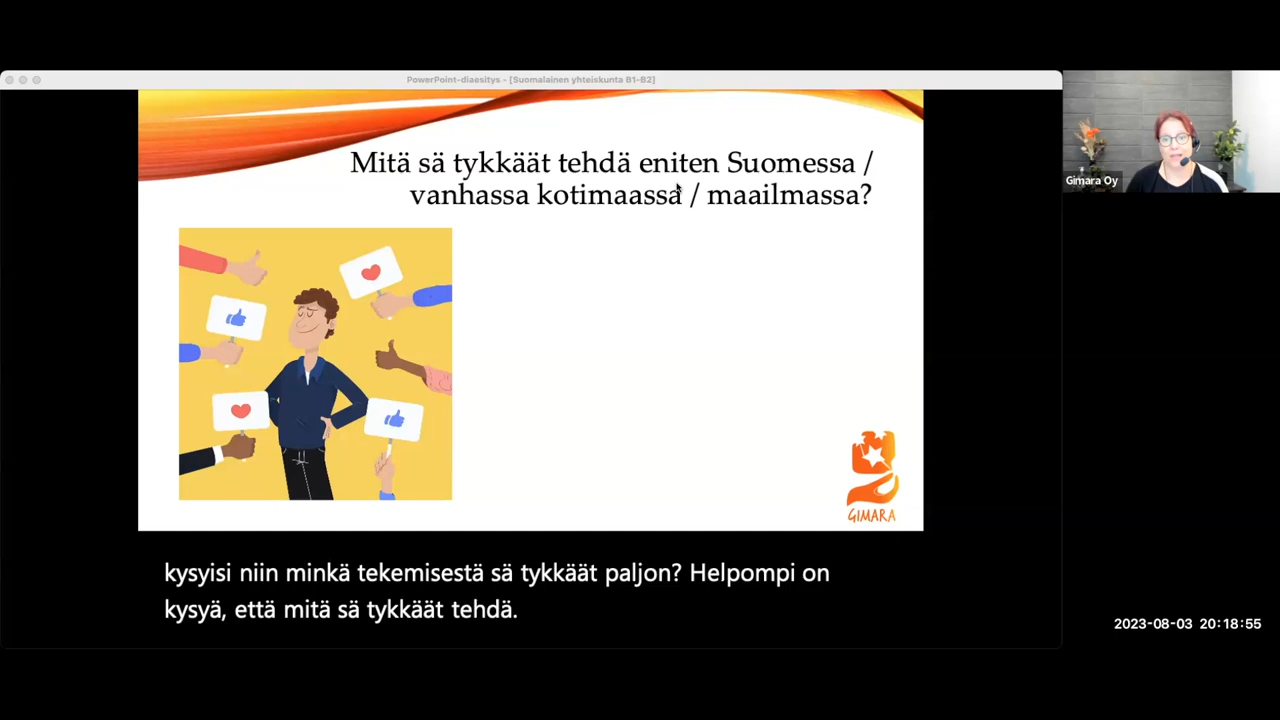 PowerPoint-diaesitys - [Suomalainen yhteiskunta B1-B2]
Mitä sä tykkäät tehdä eniten Suomessa /
vanhassa kotimaassa / maailmassa?
Gimara Oy
GIMARA
kysyisi niin minkä tekemisestä sä tykkäät paljon? Helpompi on
kysyä, että mitä sä tykkäät tehdä.
2023-08-03 20:18:55